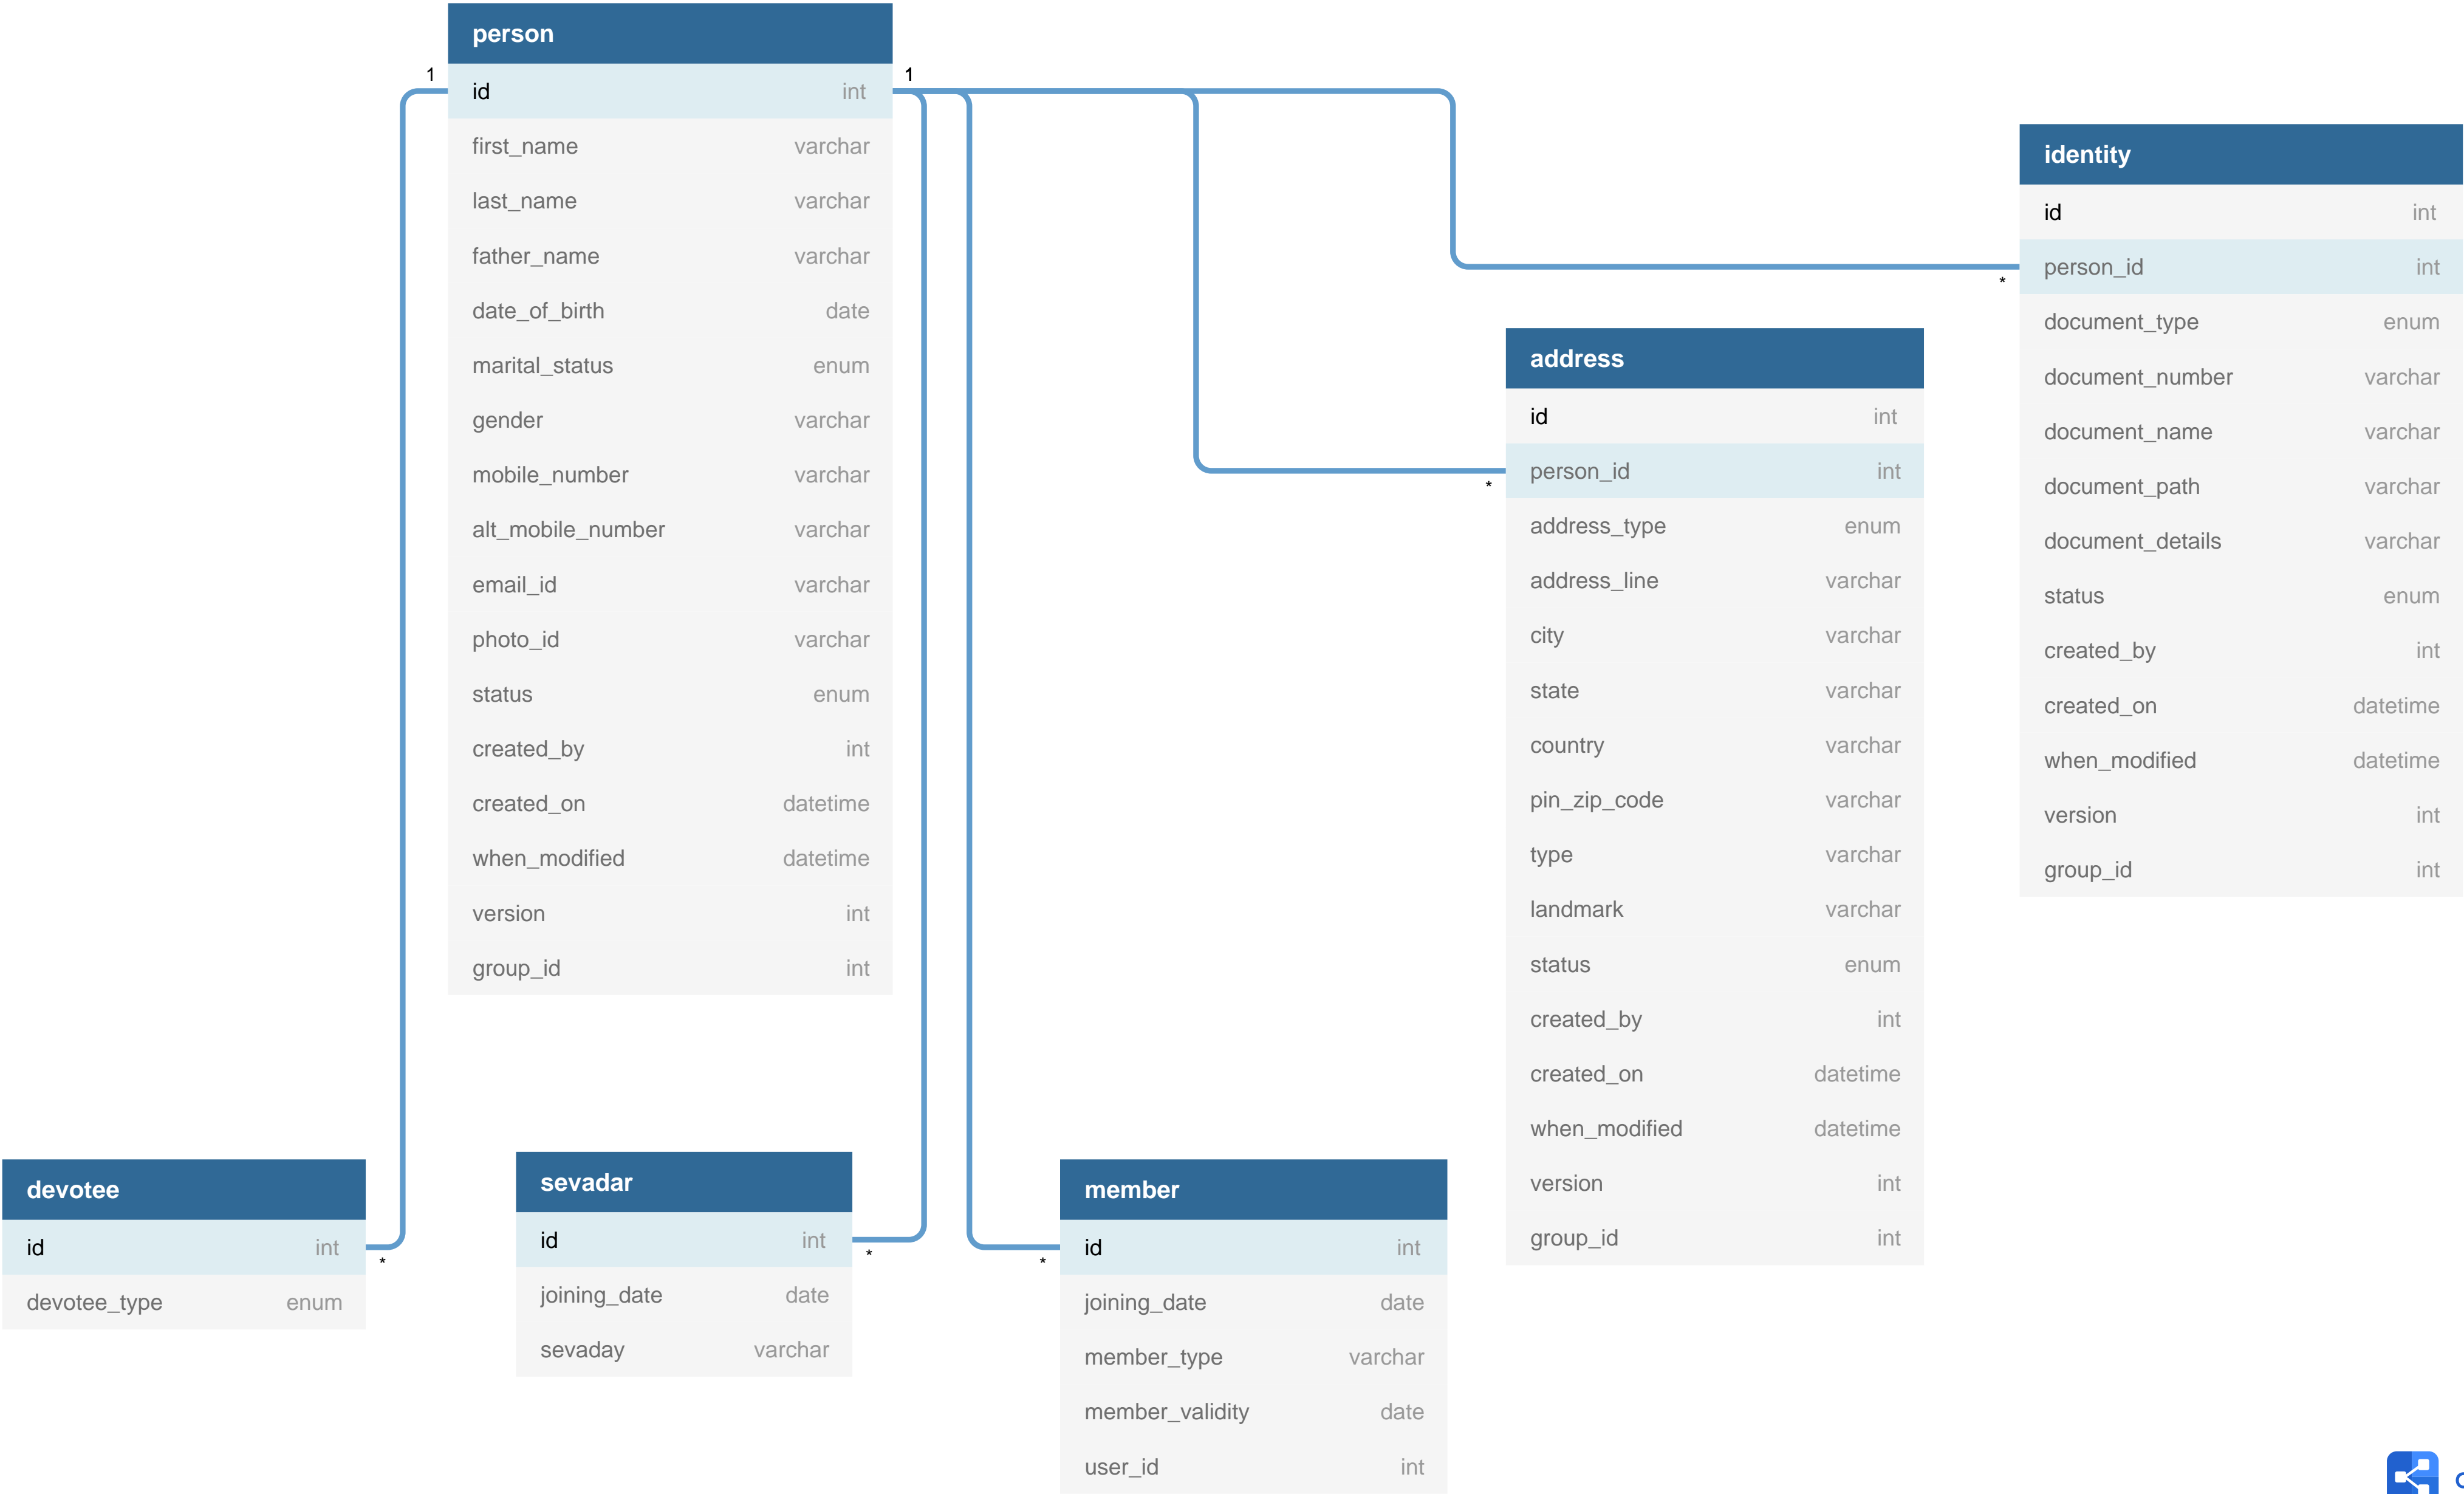 person
1
1
id int
first_name varchar
last_name varchar
father_name varchar
date_of_birth date
marital_status enum
gender varchar
mobile_number varchar
alt_mobile_number varchar
email_id varchar
photo_id varchar
status enum
created_by int
created_on datetime
when_modified datetime
version int
group_id int
identity
id int
*
person_id int
document_type enum
document_number varchar
document_name varchar
document_path varchar
document_details varchar
status enum
created_by int
created_on datetime
when_modified datetime
version int
group_id int
address
id int
*
person_id int
address_type enum
address_line varchar
city varchar
state varchar
country varchar
pin_zip_code varchar
type varchar
landmark varchar
status enum
created_by int
created_on datetime
when_modified datetime
version int
group_id int
devotee
id int
*
devotee_type enum
sevadar
id int
*
joining_date date
sevaday varchar
member
id int
*
joining_date date
member_type varchar
member_validity date
user_id int